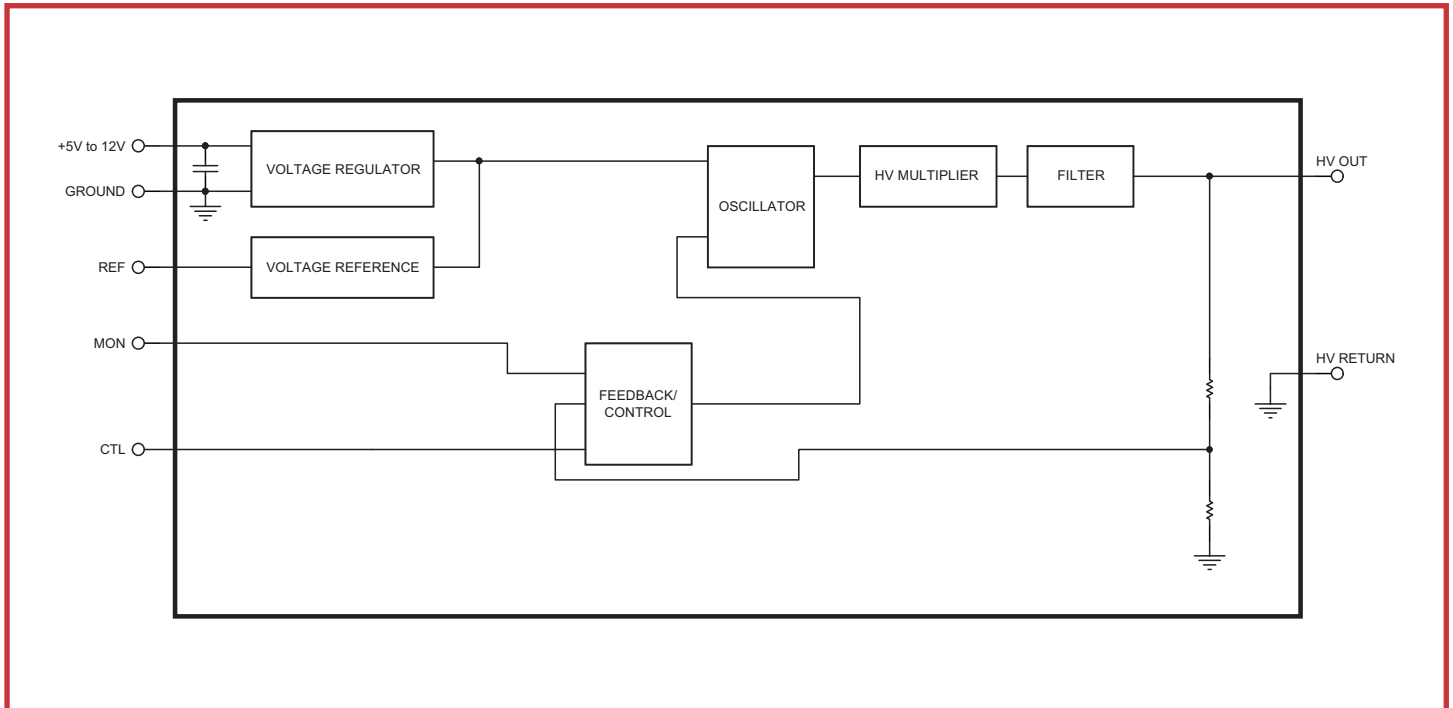 +5V to 12V
GROUND
REF
MON
CTL
VOLTAGE REGULATOR
VOLTAGE REFERENCE
FEEDBACK/
CONTROL
OSCILLATOR
HV MULTIPLIER
FILTER
HV OUT
HV RETURN